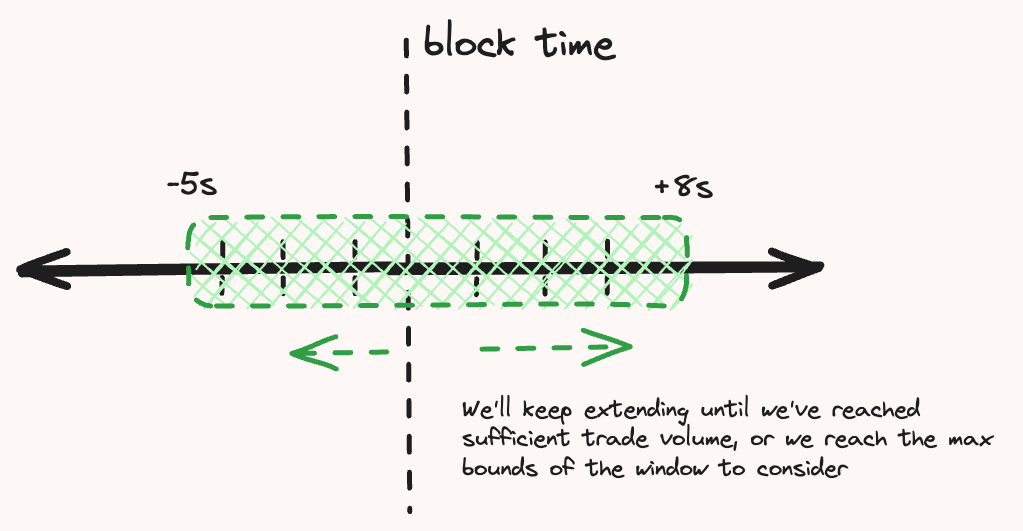 block time
-5s
+8s
We'll keep extending until we've reached
sufficient trade volume, or we reach the max
bounds of the window to consider